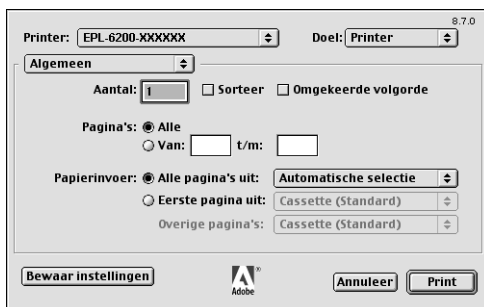 8.7.0
Printer: EPL-6200-XXXXXX Doel: Printer
Algemeen
Aantal: 1 Sorteer Omgekeerde volgorde
Pagina's: Alle
Van: t/m:
Papierinvoer: Alle pagina's uit: Automatische selectie
Eerste pagina uit: Cassette (Standard)
Overige pagina's: Cassette (Standard)
Bewaar instellingen Adobe ® Annuleer Print